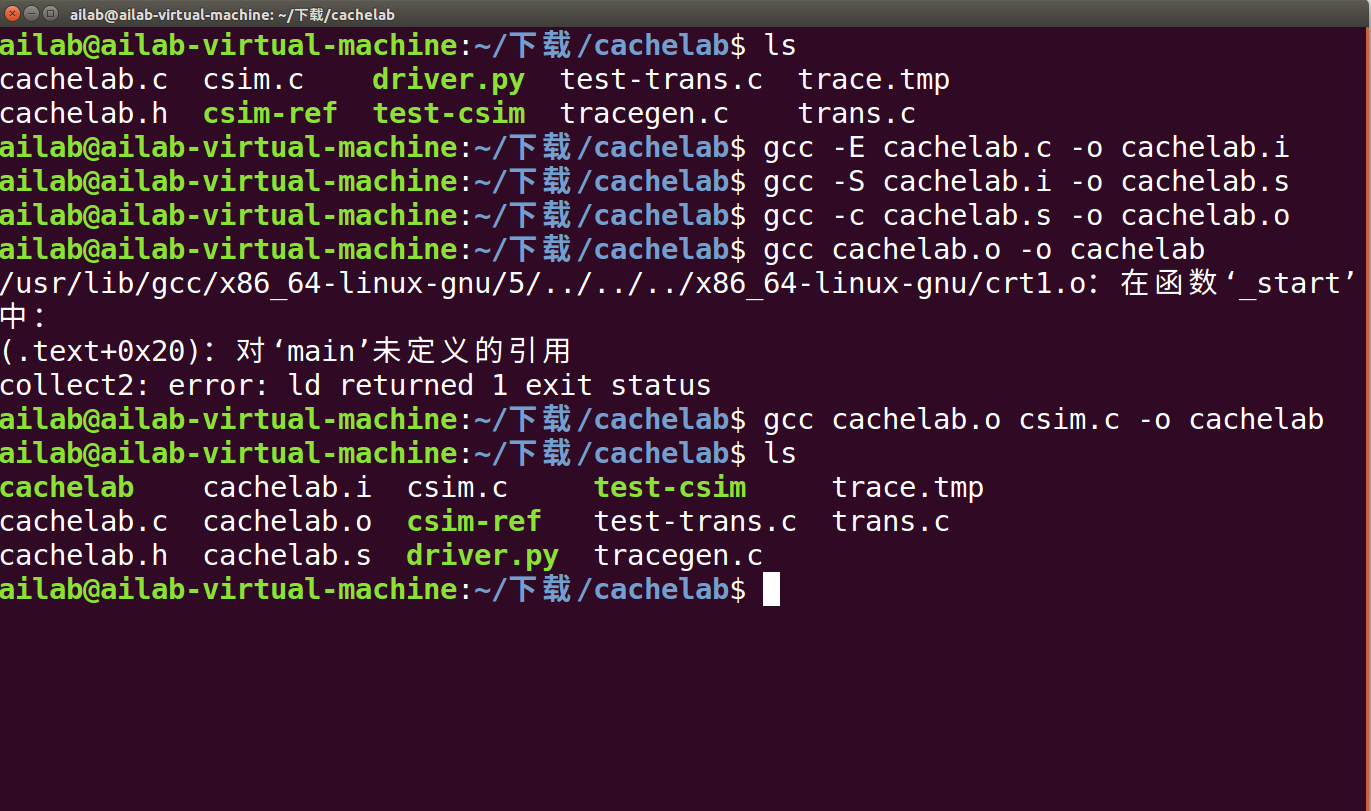 ailab@ailab-virtual-machine: ~/下载/cachelab
ailab@ailab-virtual-machine:~/下载/cachelab$ ls
cachelab.c  csim.c    driver.py  test-trans.c  trace.tmp
cachelab.h  csim-ref  test-csim  tracegen.c    trans.c
ailab@ailab-virtual-machine:~/下载/cachelab$ gcc -E cachelab.c -o cachelab.i
ailab@ailab-virtual-machine:~/下载/cachelab$ gcc -S cachelab.i -o cachelab.s
ailab@ailab-virtual-machine:~/下载/cachelab$ gcc -c cachelab.s -o cachelab.o
ailab@ailab-virtual-machine:~/下载/cachelab$ gcc cachelab.o -o cachelab
/usr/lib/gcc/x86_64-linux-gnu/5/../../../x86_64-linux-gnu/crt1.o：在函数‘_start’
中：
(.text+0x20)：对‘main’未定义的引用
collect2: error: ld returned 1 exit status
ailab@ailab-virtual-machine:~/下载/cachelab$ gcc cachelab.o csim.c -o cachelab
ailab@ailab-virtual-machine:~/下载/cachelab$ ls
cachelab    cachelab.i  csim.c     test-csim     trace.tmp
cachelab.c  cachelab.o  csim-ref   test-trans.c  trans.c
cachelab.h  cachelab.s  driver.py  tracegen.c
ailab@ailab-virtual-machine:~/下载/cachelab$